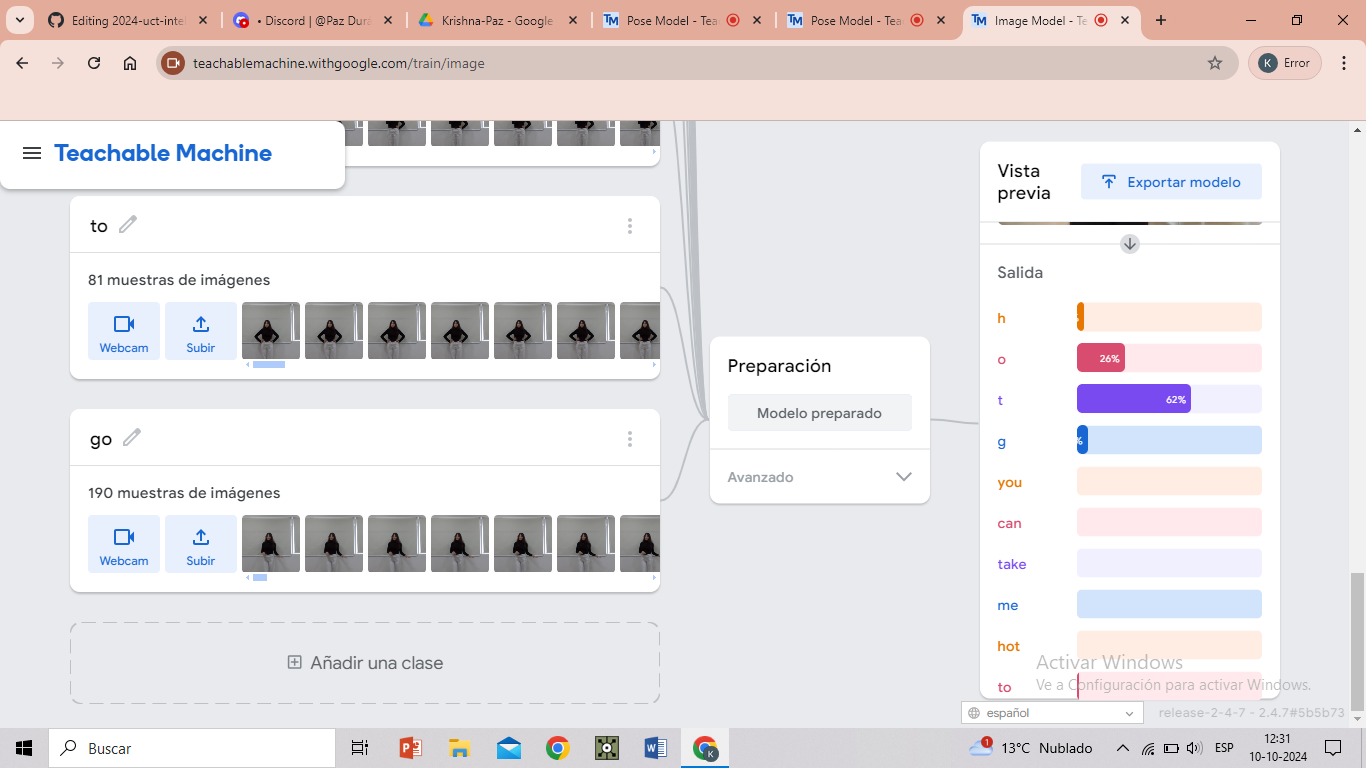 Editing 2024-uct-inte
• Discord | @Paz Dura
Krishna-Paz - Google
Pose Model - Tea
Pose Model - Tea
Image Model - Te
teachablemachine.withgoogle.com/train/image
K
Error
Teachable Machine
to
81 muestras de imágenes
Webcam
Subir
go
190 muestras de imágenes
Webcam
Subir
Añadir una clase
Preparación
Modelo preparado
Avanzado
Vista
previa
Exportar modelo
Salida
h
o
26%
t
62%
g
%
you
can
take
me
hot
to
Activar Windows
Ve a Configuración para activar Windows.
español
release-2-4-7 - 2.4.7#5b5b73
Buscar
K
1
13°C Nublado
ESP
12:31
10-10-2024